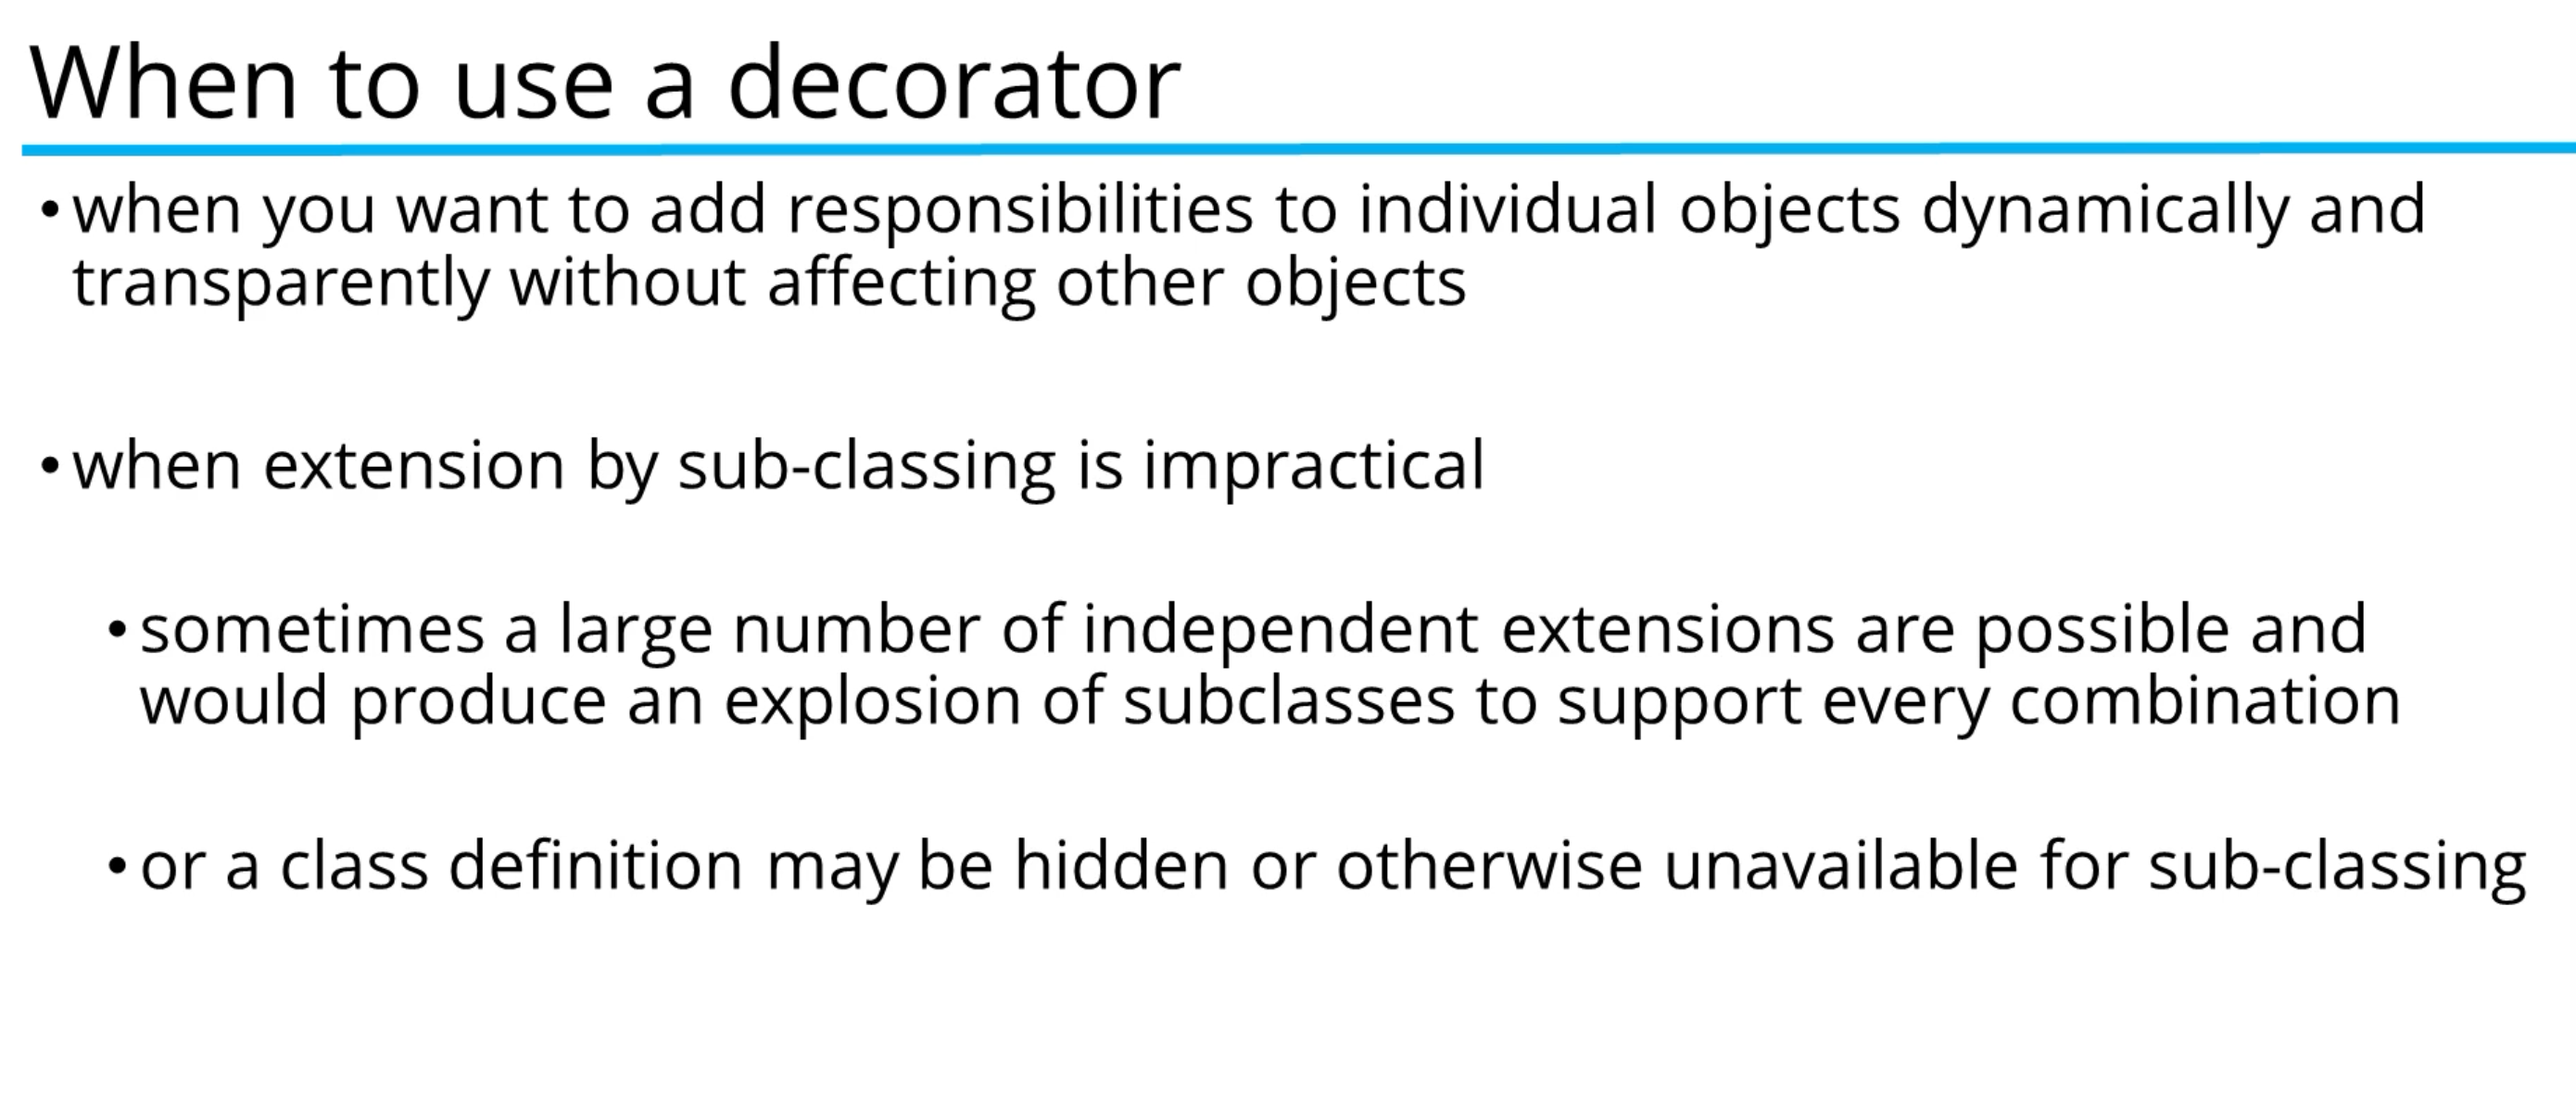 When to use a decorator
• when you want to add responsibilities to individual objects dynamically and
transparently without affecting other objects
• when extension by sub-classing is impractical
• sometimes a large number of independent extensions are possible and
would produce an explosion of subclasses to support every combination
• or a class definition may be hidden or otherwise unavailable for sub-classing